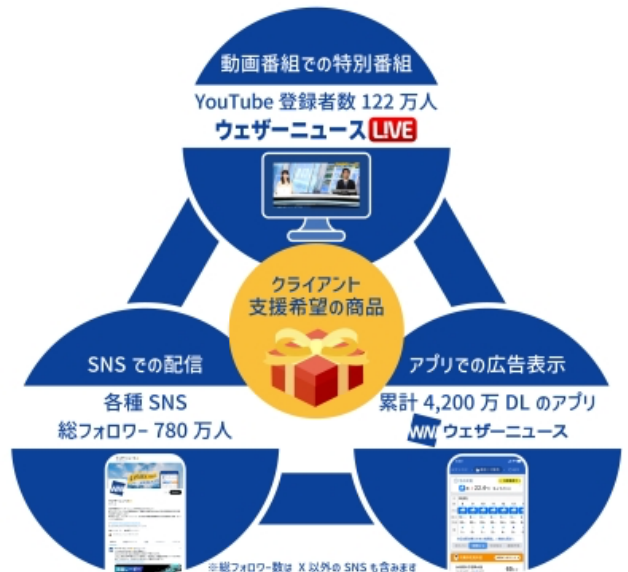 動画番組での特別番組
YouTube 登録者数 122 万人
ウェザーニュース LIVE
クライアント
支援希望の商品
SNS での配信
各種 SNS
総フォロワー 780 万人
アプリでの広告表示
累計 4,200 万 DL のアプリ
WNI ウェザーニュース
※総フォロワー数は X 以外の SNS も含みます